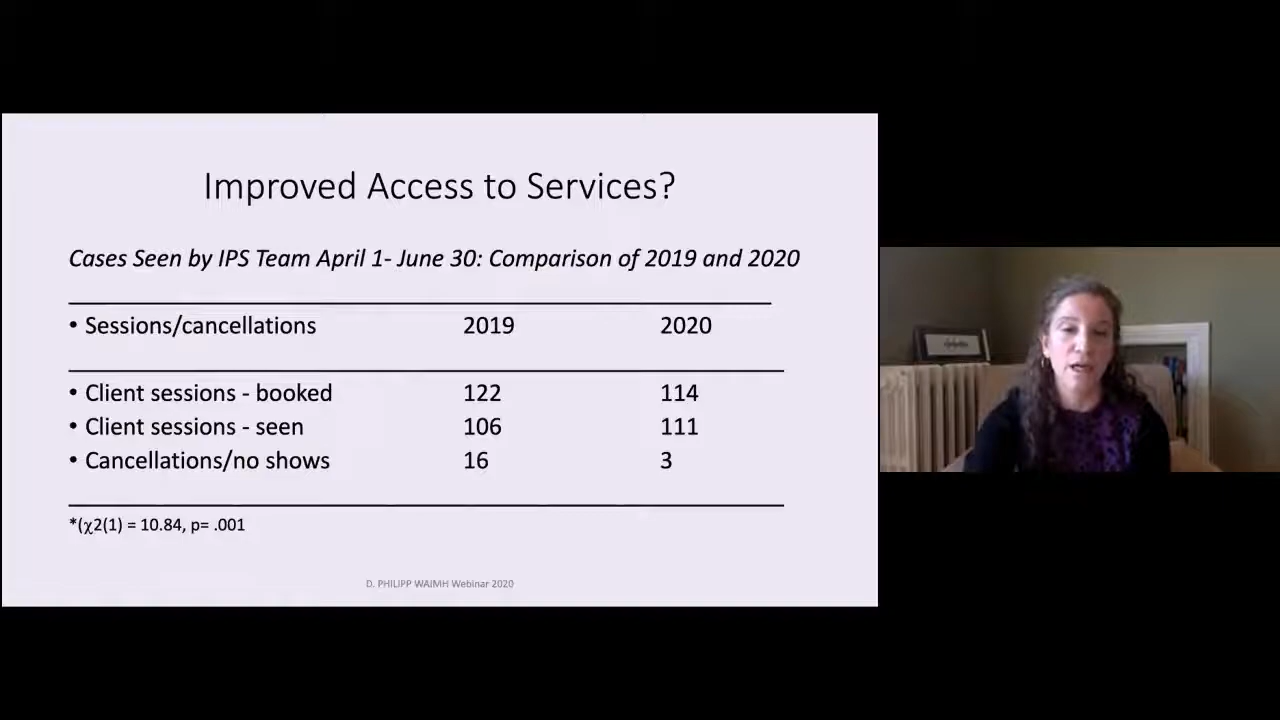 Improved Access to Services?
Cases Seen by IPS Team April 1- June 30: Comparison of 2019 and 2020
• Sessions/cancellations 2019 2020
• Client sessions - booked 122 114
• Client sessions - seen 106 111
• Cancellations/no shows 16 3
*(χ2(1) = 10.84, p= .001
D. PHILIPP WAIMH Webinar 2020